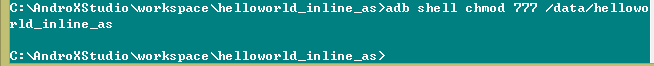 C:\AndroXStudio\workspace\helloworld_inline_as>adb shell chmod 777 /data/hellowo
rld_inline_as
C:\AndroXStudio\workspace\helloworld_inline_as>